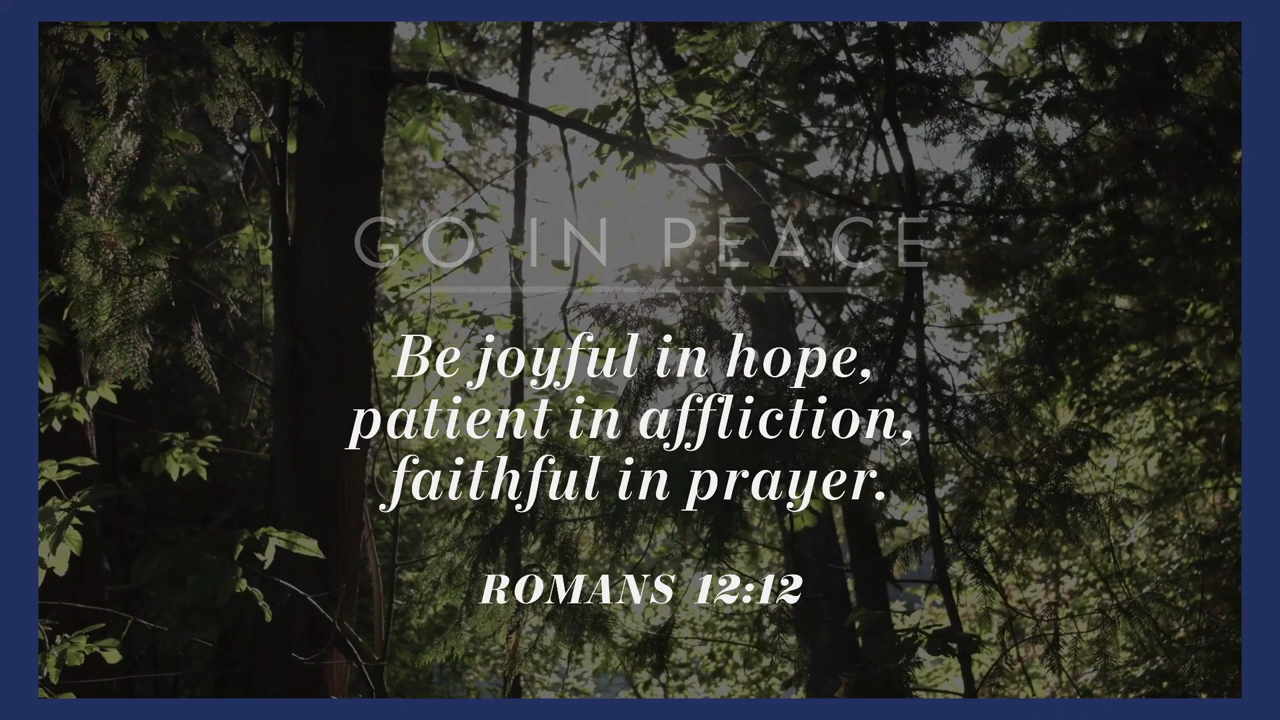 GO IN PEACE
Be joyful in hope,
patient in affliction,
faithful in prayer.
ROMANS 12:12